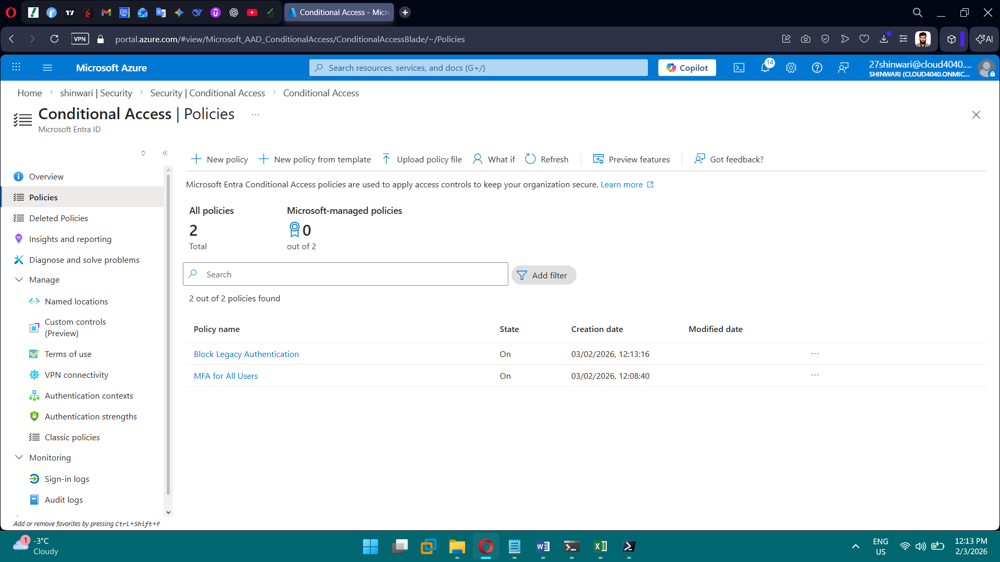 Conditional Access - Micr
VPN
portal.azure.com/#view/Microsoft_AAD_ConditionalAccess/ConditionalAccessBlade/~/Policies
AI
Microsoft Azure
Search resources, services, and docs (G+/)
Copilot
14
27shinwari@cloud4040....
SHINWARI (CLOUD4040.ONMIC...
Home > shinwari | Security > Security | Conditional Access > Conditional Access
Conditional Access | Policies ...
Microsoft Entra ID
Overview
Policies
Deleted Policies
Insights and reporting
Diagnose and solve problems
Manage
Named locations
Custom controls
(Preview)
Terms of use
VPN connectivity
Authentication contexts
Authentication strengths
Classic policies
Monitoring
Sign-in logs
Audit logs
Add or remove favorites by pressing Ctrl+Shift+F
New policy
New policy from template
Upload policy file
What if
Refresh
Preview features
Got feedback?
Microsoft Entra Conditional Access policies are used to apply access controls to keep your organization secure. Learn more
All policies
2
Total
Microsoft-managed policies
0
out of 2
Search
Add filter
2 out of 2 policies found
Policy name State Creation date Modified date
Block Legacy Authentication On 03/02/2026, 12:13:16 ...
MFA for All Users On 03/02/2026, 12:08:40 ...
1
-3°C
Cloudy
ENG
US
12:13 PM
2/3/2026